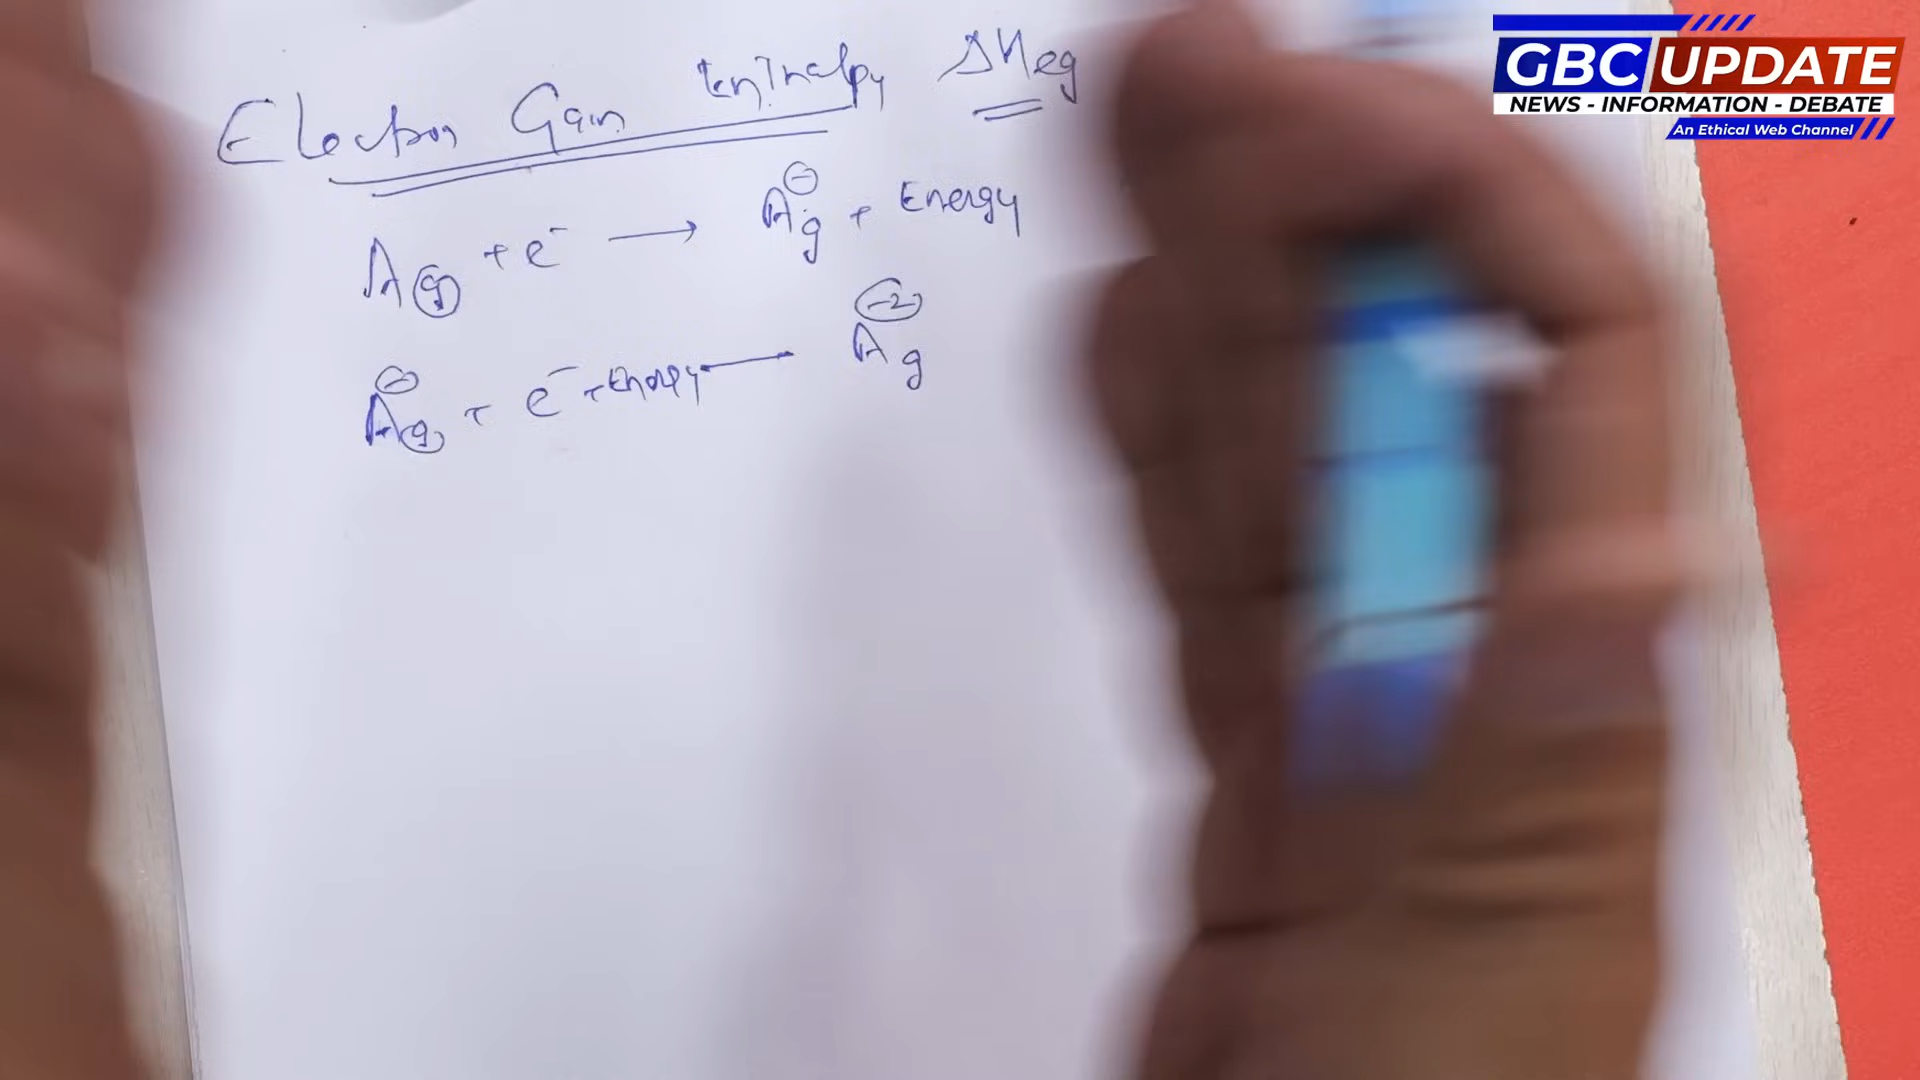 Electron Gain Enthalpy ΔHeg
A(g) + e⁻ → A⁻g + Energy
A⁻(g) + e⁻ + Energy → A⁻²g
GBC UPDATE
NEWS - INFORMATION - DEBATE
An Ethical Web Channel